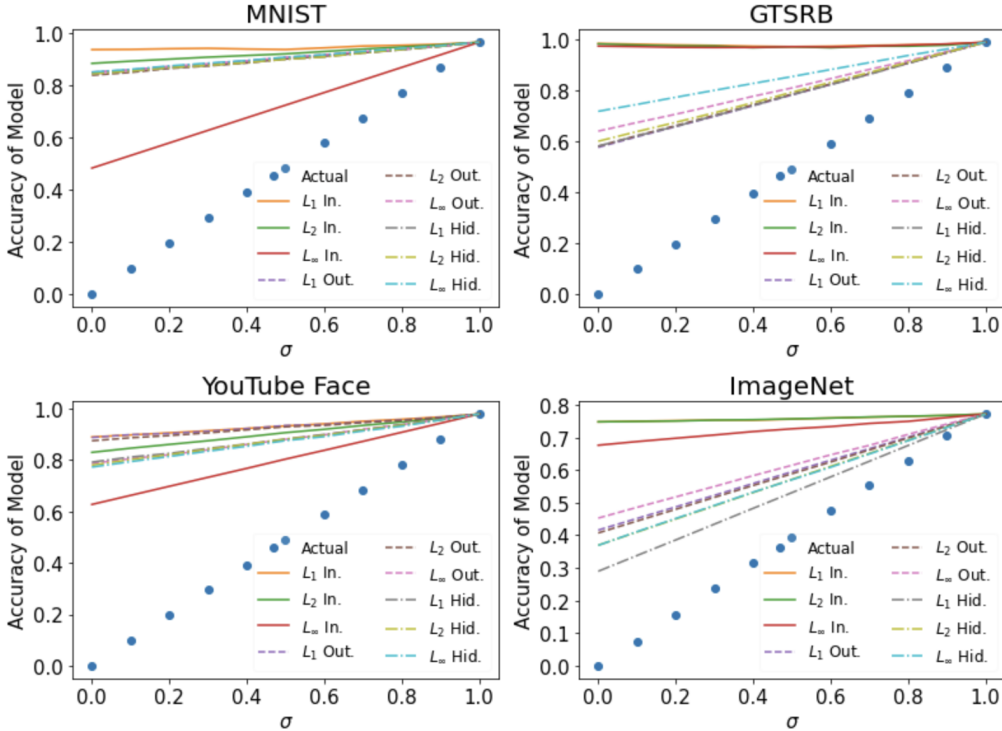 MNIST
Accuracy of Model
1.0
0.8
0.6
0.4
0.2
0.0
0.0 0.2 0.4 0.6 0.8 1.0
σ
Actual
L₁ In.
L₂ In.
L∞ In.
L₁ Out.
L₂ Out.
L∞ Out.
L₁ Hid.
L₂ Hid.
L∞ Hid.
GTSRB
Accuracy of Model
1.0
0.8
0.6
0.4
0.2
0.0
0.0 0.2 0.4 0.6 0.8 1.0
σ
Actual
L₁ In.
L₂ In.
L∞ In.
L₁ Out.
L₂ Out.
L∞ Out.
L₁ Hid.
L₂ Hid.
L∞ Hid.
YouTube Face
Accuracy of Model
1.0
0.8
0.6
0.4
0.2
0.0
0.0 0.2 0.4 0.6 0.8 1.0
σ
Actual
L₁ In.
L₂ In.
L∞ In.
L₁ Out.
L₂ Out.
L∞ Out.
L₁ Hid.
L₂ Hid.
L∞ Hid.
ImageNet
Accuracy of Model
0.8
0.7
0.6
0.5
0.4
0.3
0.2
0.1
0.0
0.0 0.2 0.4 0.6 0.8 1.0
σ
Actual
L₁ In.
L₂ In.
L∞ In.
L₁ Out.
L₂ Out.
L∞ Out.
L₁ Hid.
L₂ Hid.
L∞ Hid.